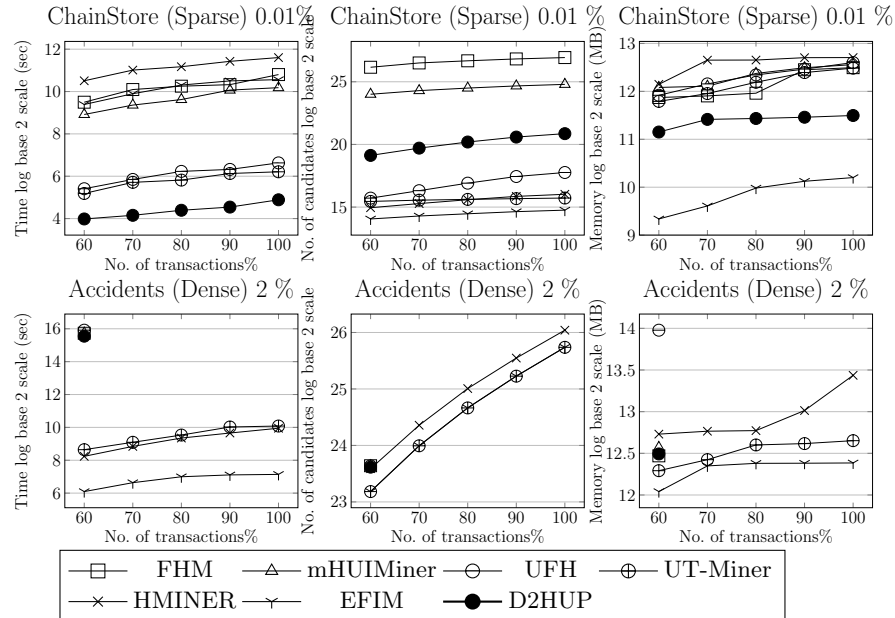 ChainStore (Sparse) 0.01%
Time log base 2 scale (sec)
12
10
8
6
4
60 70 80 90 100
No. of transactions%
ChainStore (Sparse) 0.01 %
No. of candidates log base 2 scale
25
20
15
60 70 80 90 100
No. of transactions%
ChainStore (Sparse) 0.01 %
Memory log base 2 scale (MB)
13
12
11
10
9
60 70 80 90 100
No. of transactions%
Accidents (Dense) 2 %
Time log base 2 scale (sec)
16
14
12
10
8
6
60 70 80 90 100
No. of transactions%
Accidents (Dense) 2 %
No. of candidates log base 2 scale
26
25
24
23
60 70 80 90 100
No. of transactions%
Accidents (Dense) 2 %
Memory log base 2 scale (MB)
14
13.5
13
12.5
12
60 70 80 90 100
No. of transactions%
FHM mHUIMiner UFH UT-Miner
HMINER EFIM D2HUP